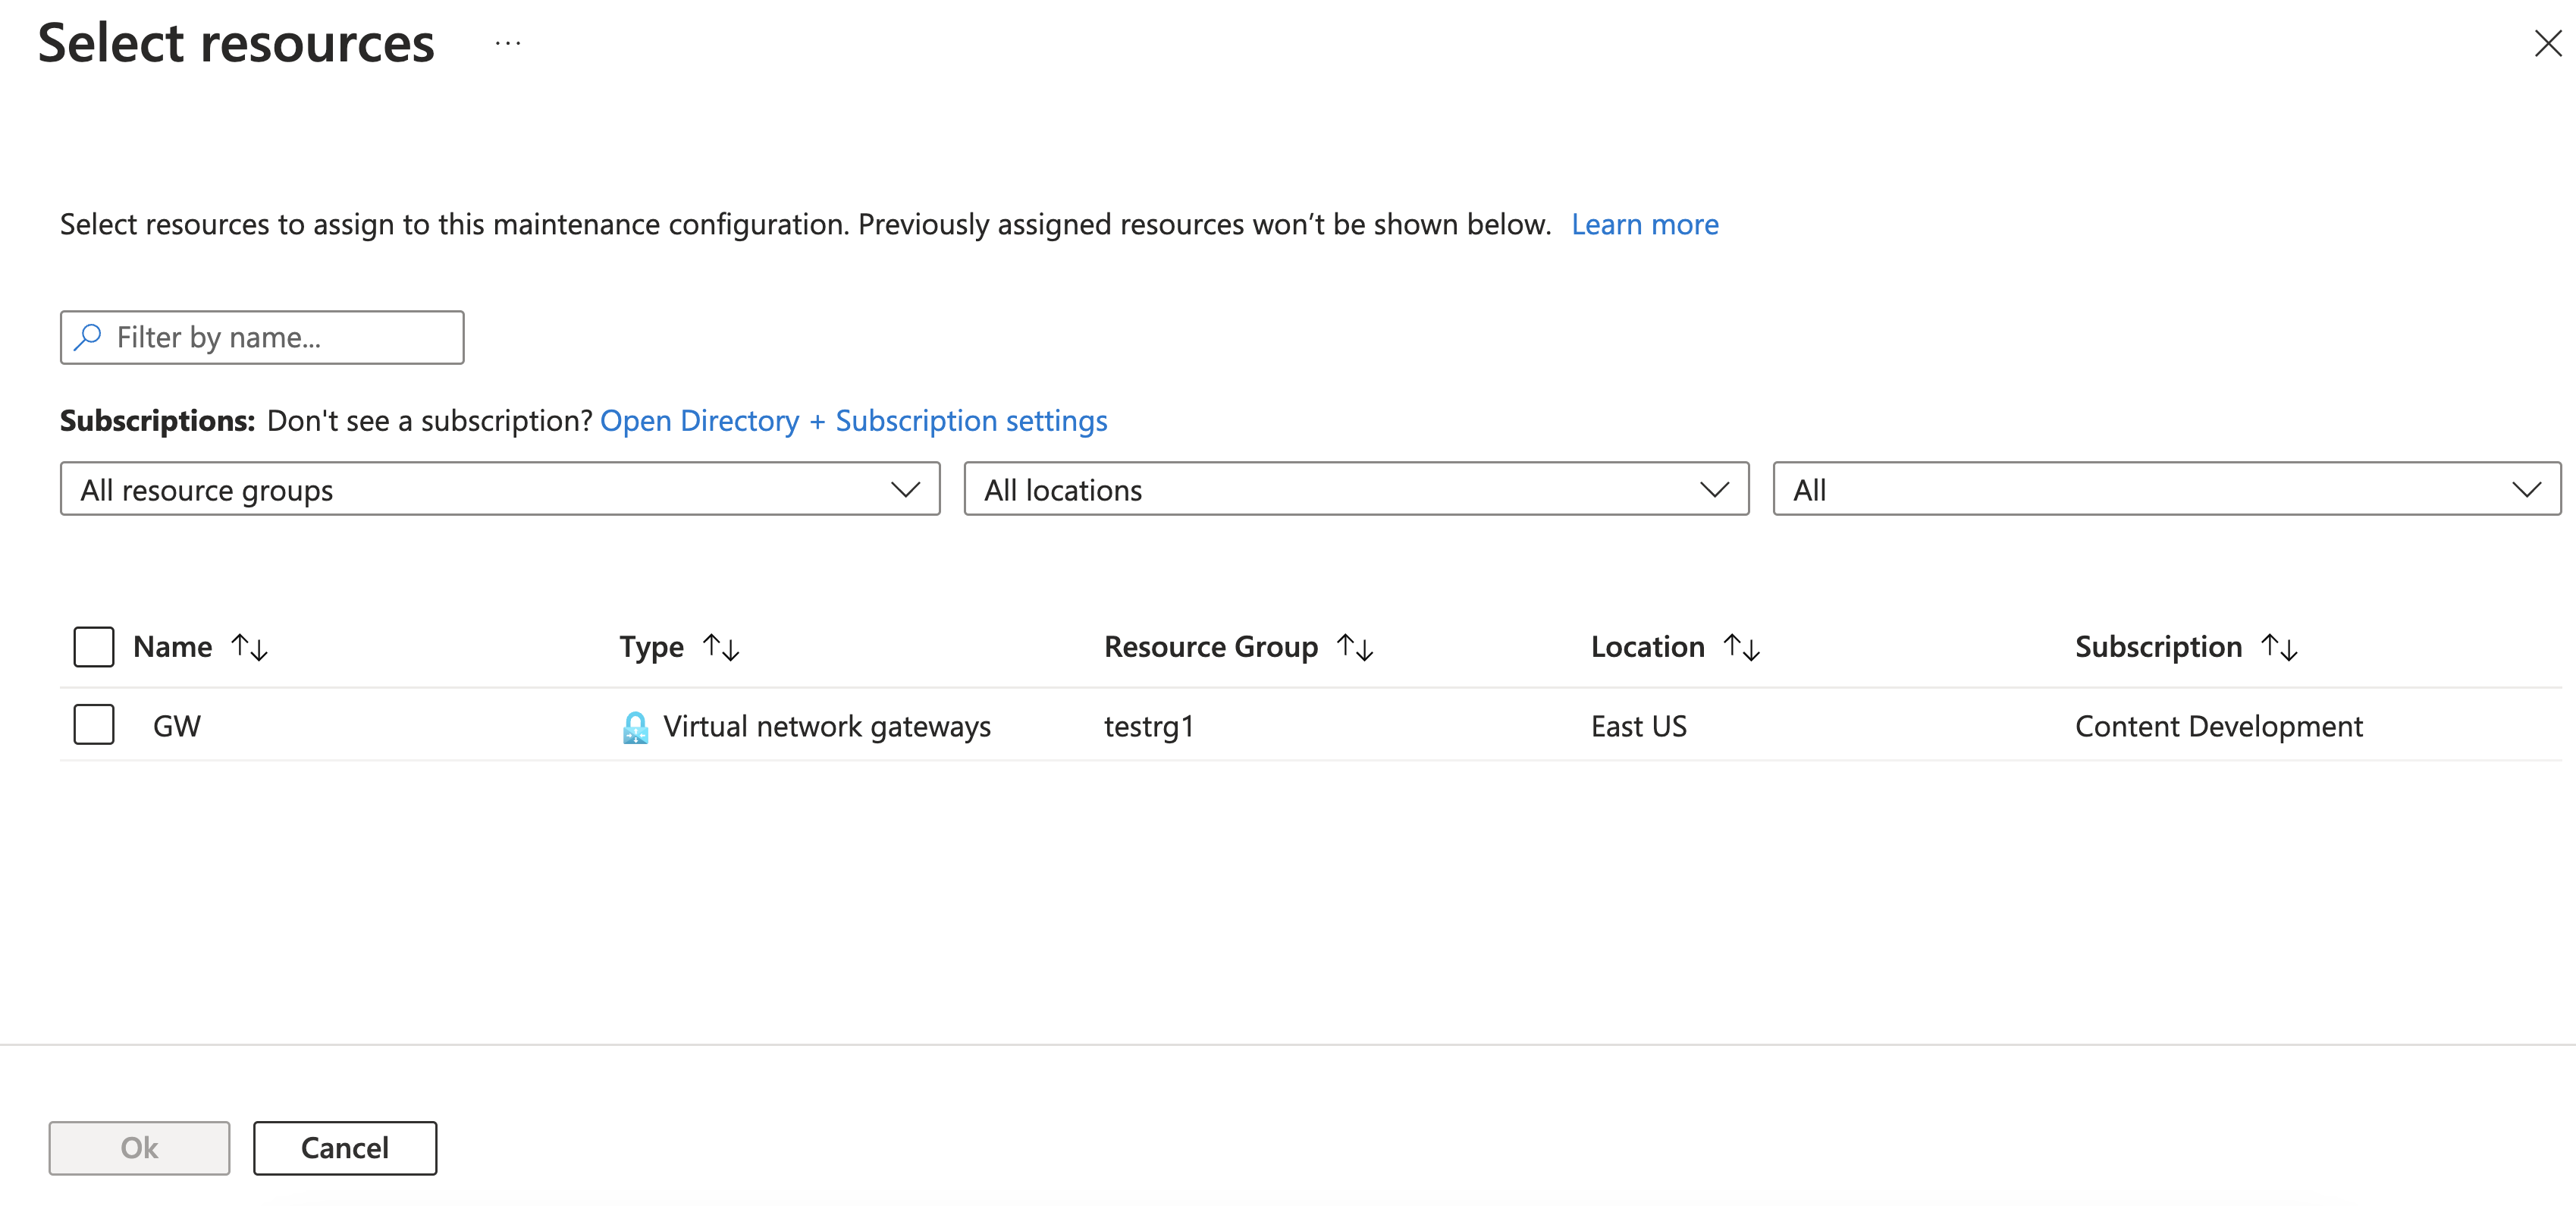 Select resources ...
Select resources to assign to this maintenance configuration. Previously assigned resources won’t be shown below. Learn more
Filter by name...
Subscriptions: Don't see a subscription? Open Directory + Subscription settings
All resource groups All locations All
Name ↑↓ Type ↑↓ Resource Group ↑↓ Location ↑↓ Subscription ↑↓
GW Virtual network gateways testrg1 East US Content Development
Ok Cancel